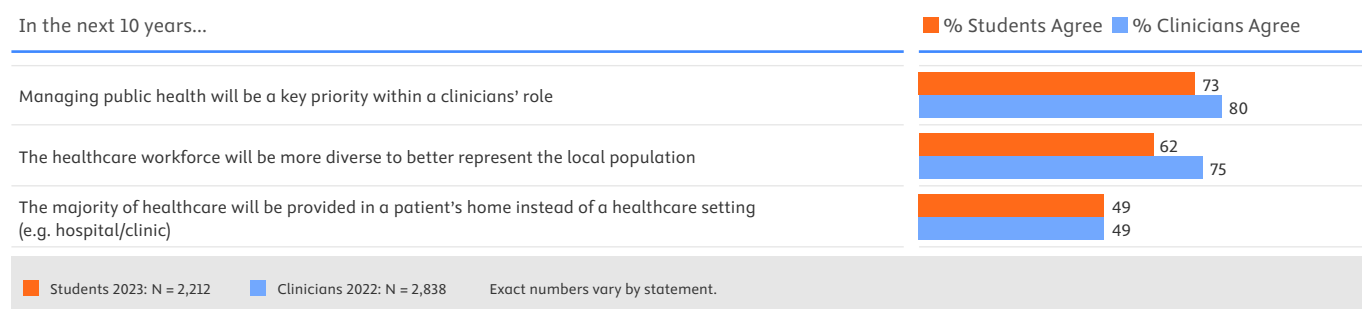 In the next 10 years...
% Students Agree % Clinicians Agree
Managing public health will be a key priority within a clinicians’ role
73
80
The healthcare workforce will be more diverse to better represent the local population
62
75
The majority of healthcare will be provided in a patient’s home instead of a healthcare setting
(e.g. hospital/clinic)
49
49
Students 2023: N = 2,212 Clinicians 2022: N = 2,838 Exact numbers vary by statement.